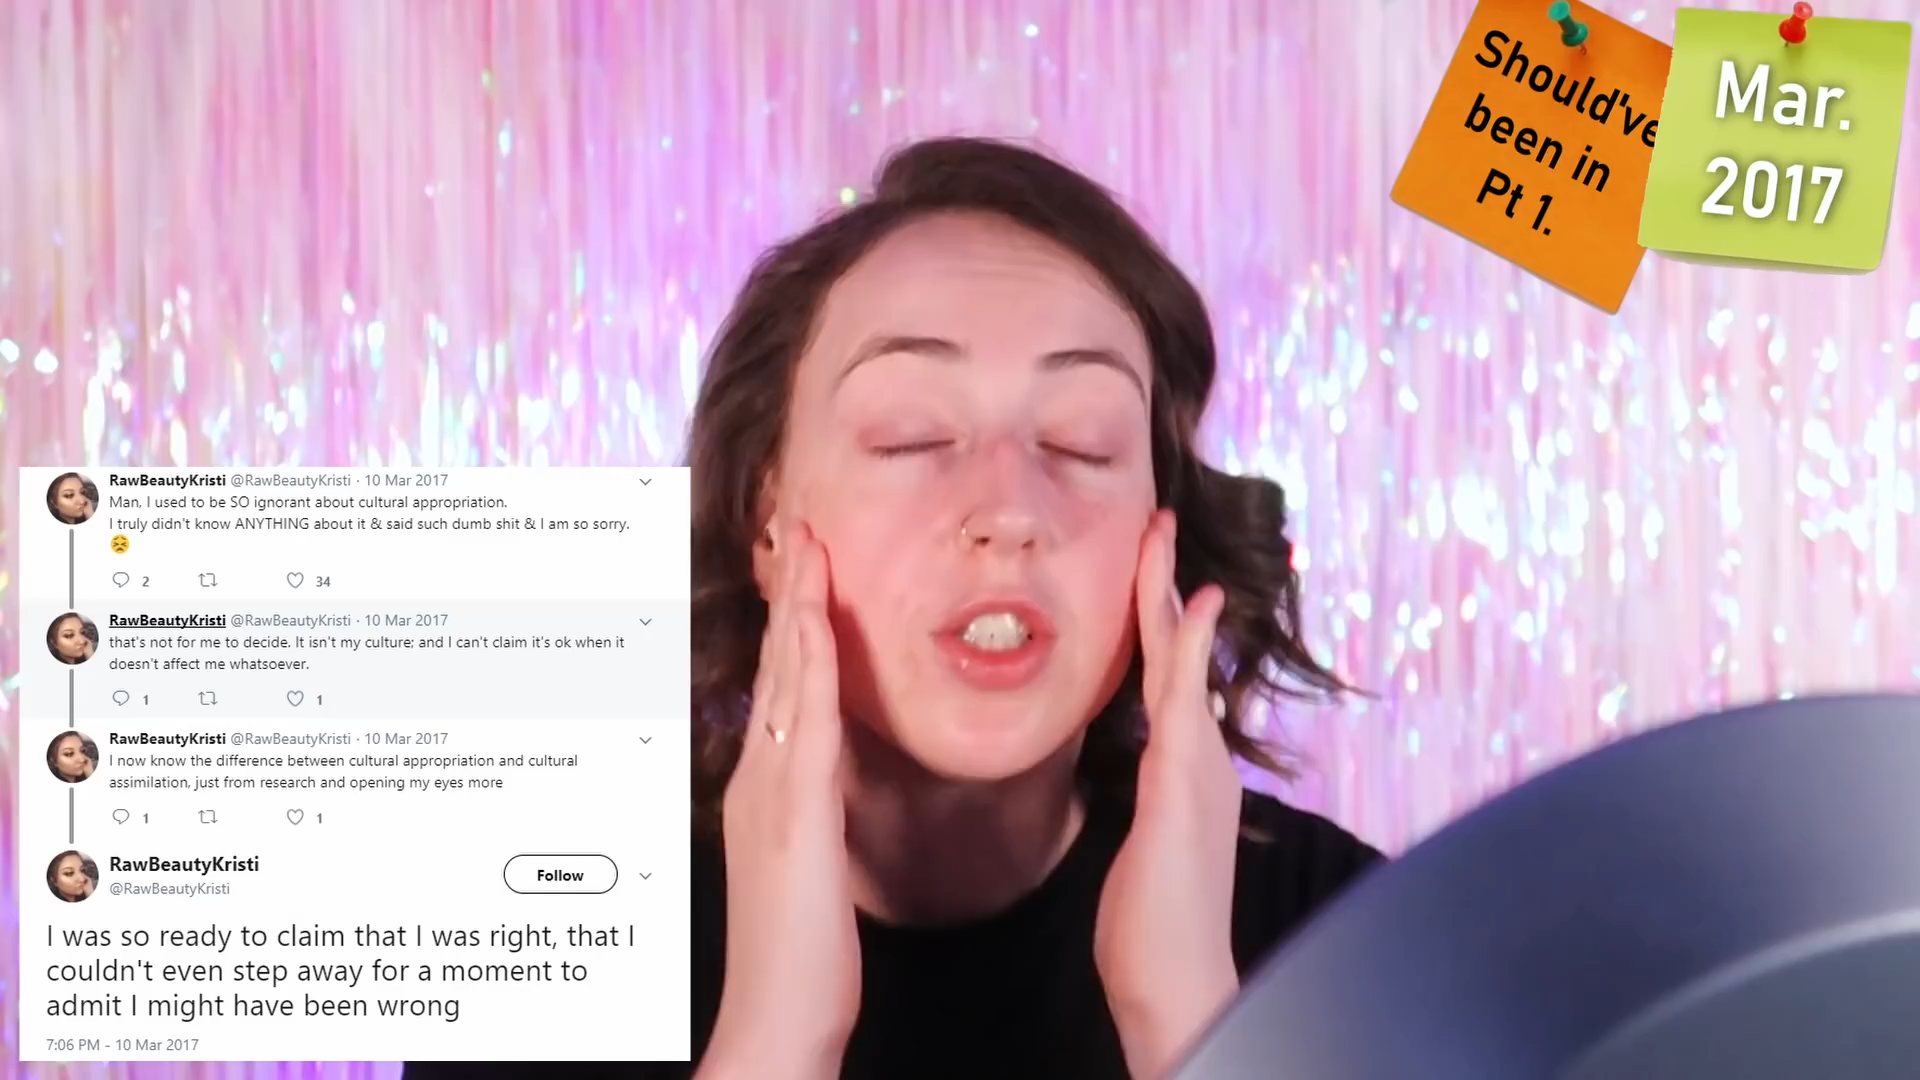 Should've
been in
Pt 1.
Mar.
2017
RawBeautyKristi @RawBeautyKristi · 10 Mar 2017
Man, I used to be SO ignorant about cultural appropriation.
I truly didn't know ANYTHING about it & said such dumb shit & I am so sorry.
😣
2 34
RawBeautyKristi @RawBeautyKristi · 10 Mar 2017
that's not for me to decide. It isn't my culture; and I can't claim it's ok when it
doesn't affect me whatsoever.
1 1
RawBeautyKristi @RawBeautyKristi · 10 Mar 2017
I now know the difference between cultural appropriation and cultural
assimilation, just from research and opening my eyes more
1 1
RawBeautyKristi
@RawBeautyKristi
Follow
I was so ready to claim that I was right, that I
couldn't even step away for a moment to
admit I might have been wrong
7:06 PM - 10 Mar 2017